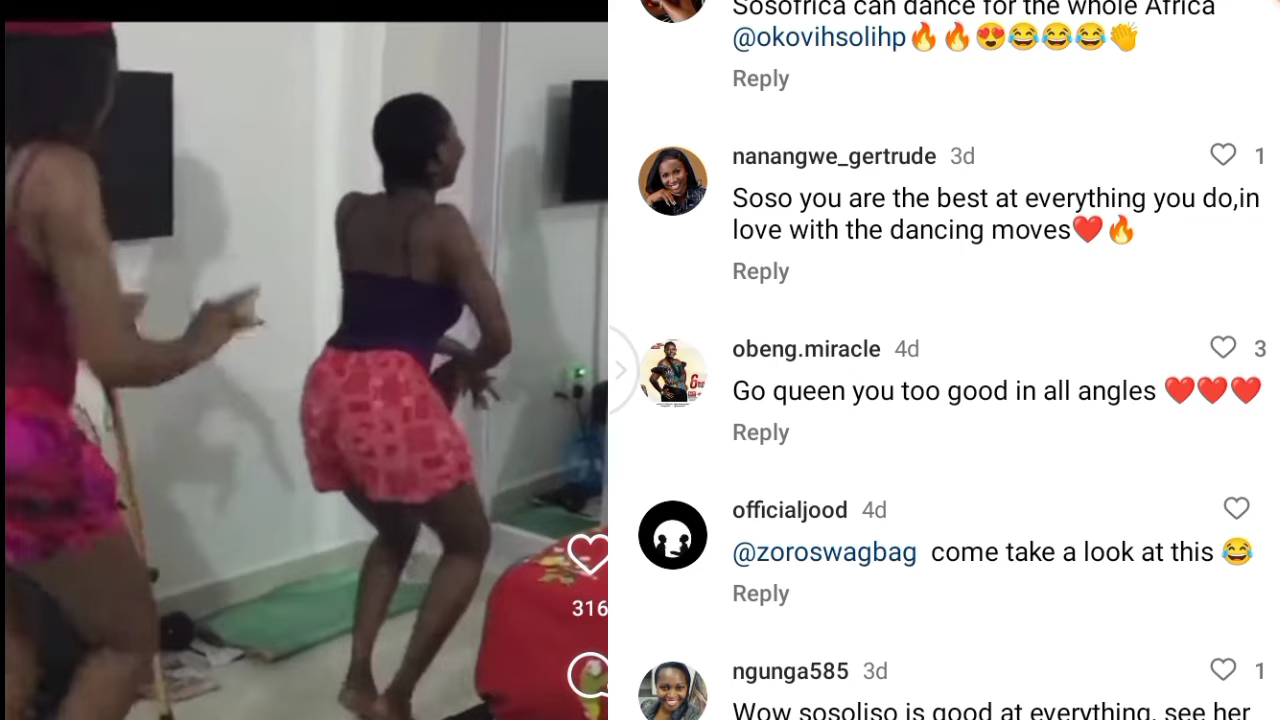 Sosofrica can dance for the whole Africa
@okovihsolihp🔥🔥😍😂😂😂👏
Reply
nanangwe_gertrude 3d
1
Soso you are the best at everything you do,in
love with the dancing moves❤️🔥
Reply
obeng.miracle 4d
3
Go queen you too good in all angles ❤️❤️❤️
Reply
officialjood 4d
@zoroswagbag come take a look at this 😂
Reply
ngunga585 3d
1
Wow sosoliso is good at everything, see her
316